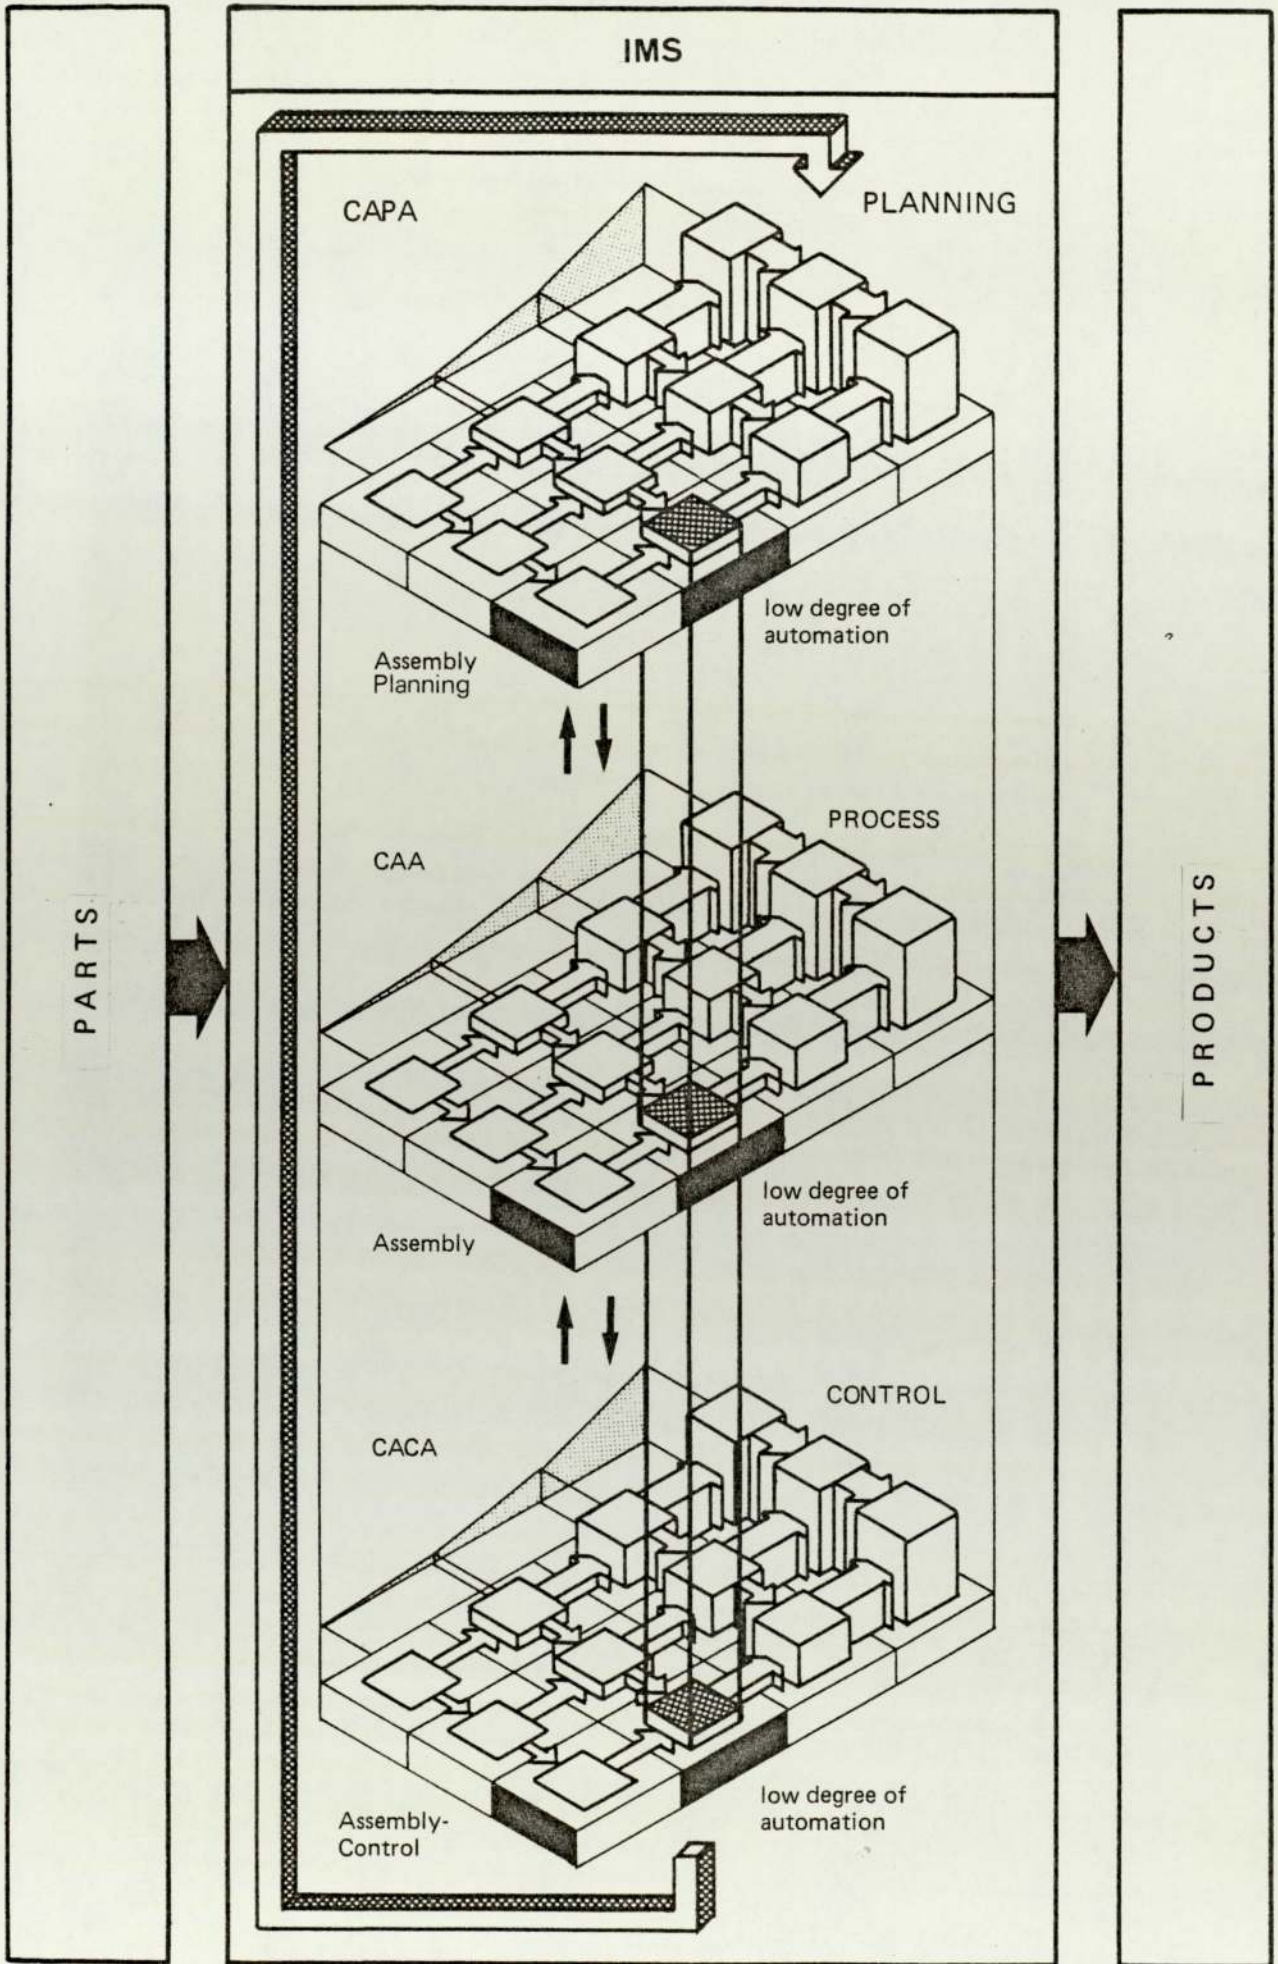 IMS
PARTS
CAPA
PLANNING
low degree of
automation
Assembly
Planning
CAA
PROCESS
low degree of
automation
Assembly
CACA
CONTROL
low degree of
automation
Assembly-
Control
PRODUCTS